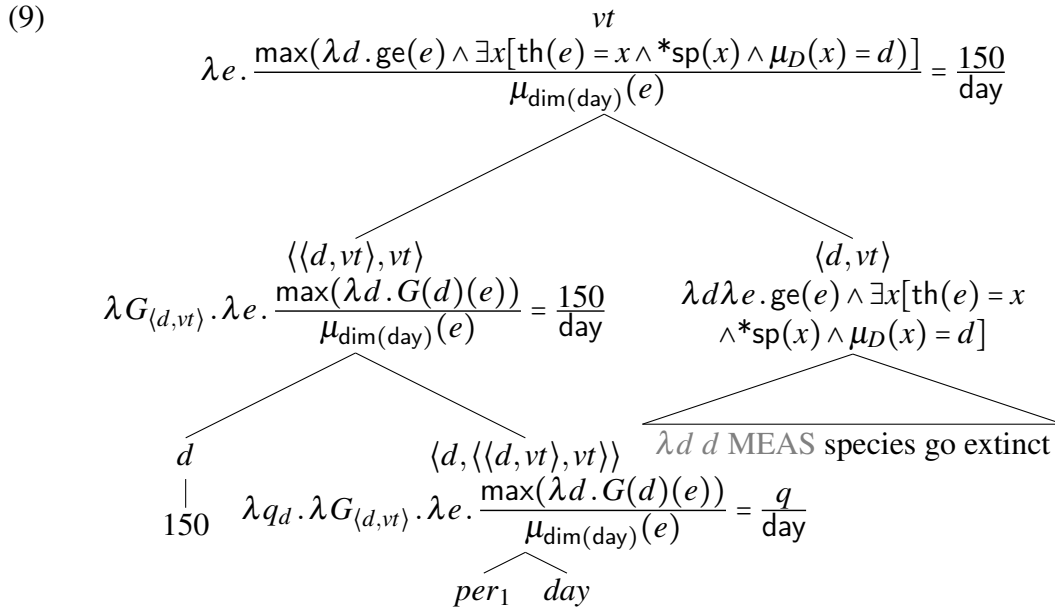 (9)
vt
λe. max(λd.ge(e) ∧ ∃x[th(e) = x ∧ *sp(x) ∧ μ_D(x) = d)] / μ_dim(day)(e) = 150/day
⟨⟨d,vt⟩,vt⟩
λG_⟨d,vt⟩.λe. max(λd.G(d)(e)) / μ_dim(day)(e) = 150/day
⟨d,vt⟩
λdλe.ge(e) ∧ ∃x[th(e) = x
∧*sp(x) ∧ μ_D(x) = d]
d
150
⟨d,⟨⟨d,vt⟩,vt⟩⟩
λq_d.λG_⟨d,vt⟩.λe. max(λd.G(d)(e)) / μ_dim(day)(e) = q/day
per₁ day
λd d MEAS species go extinct